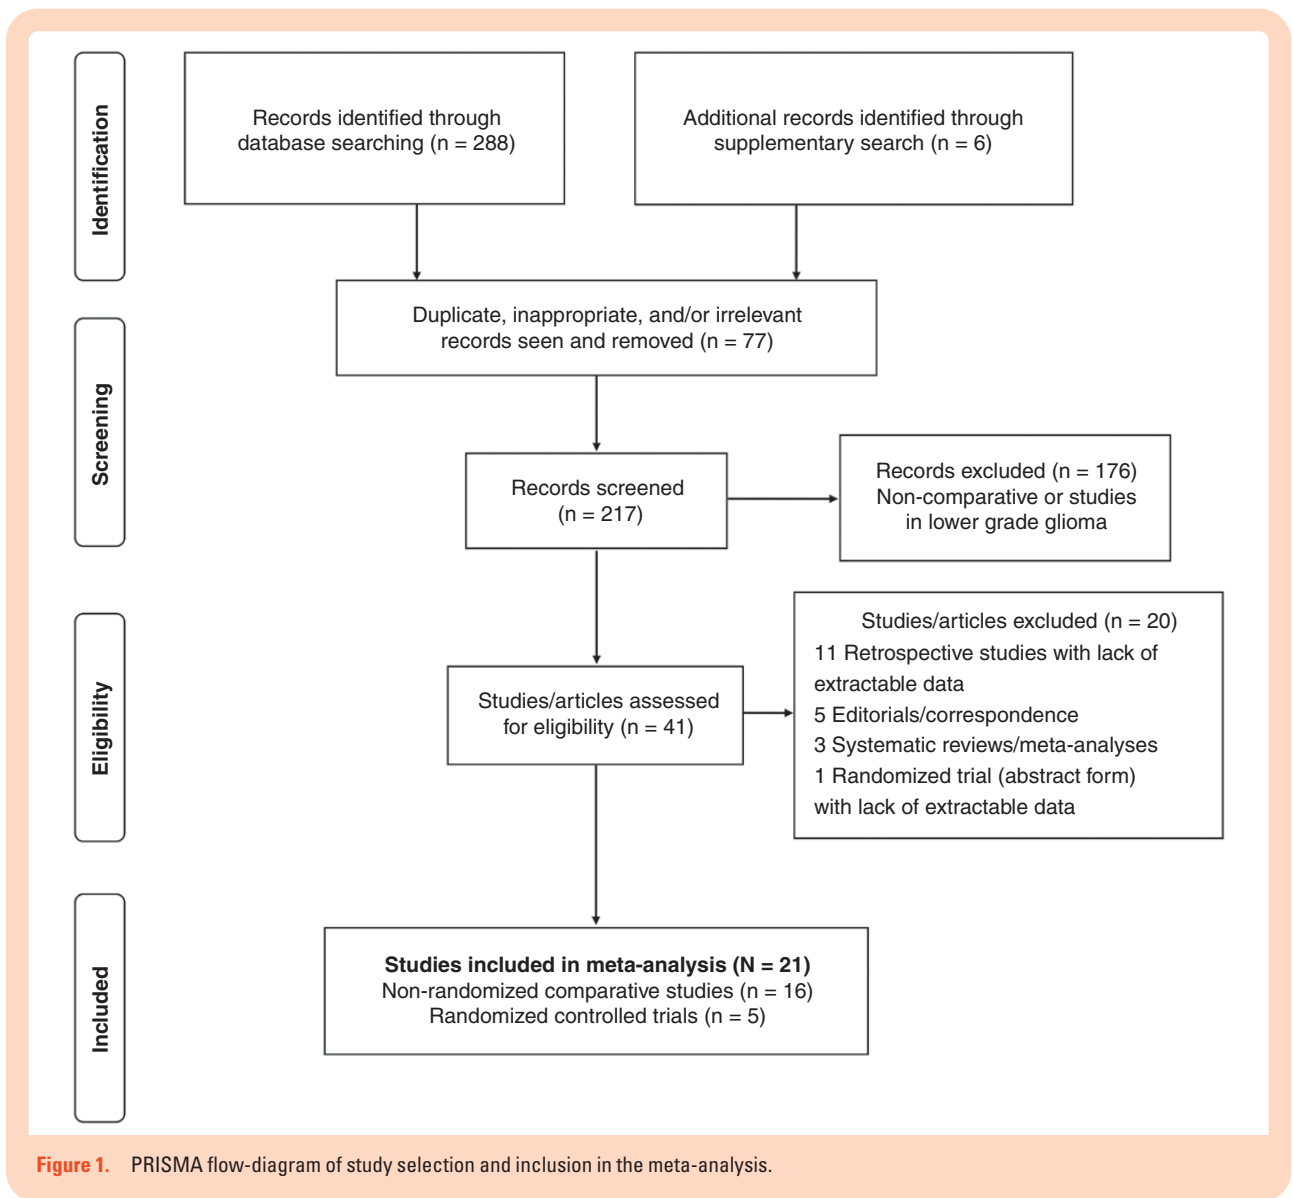 Identification
Records identified through
database searching (n = 288)
Additional records identified through
supplementary search (n = 6)
Duplicate, inappropriate, and/or irrelevant
records seen and removed (n = 77)
Screening
Records screened
(n = 217)
Records excluded (n = 176)
Non-comparative or studies
in lower grade glioma
Eligibility
Studies/articles assessed
for eligibility (n = 41)
Studies/articles excluded (n = 20)
11 Retrospective studies with lack of
extractable data
5 Editorials/correspondence
3 Systematic reviews/meta-analyses
1 Randomized trial (abstract form)
with lack of extractable data
Included
Studies included in meta-analysis (N = 21)
Non-randomized comparative studies (n = 16)
Randomized controlled trials (n = 5)
Figure 1. PRISMA flow-diagram of study selection and inclusion in the meta-analysis.